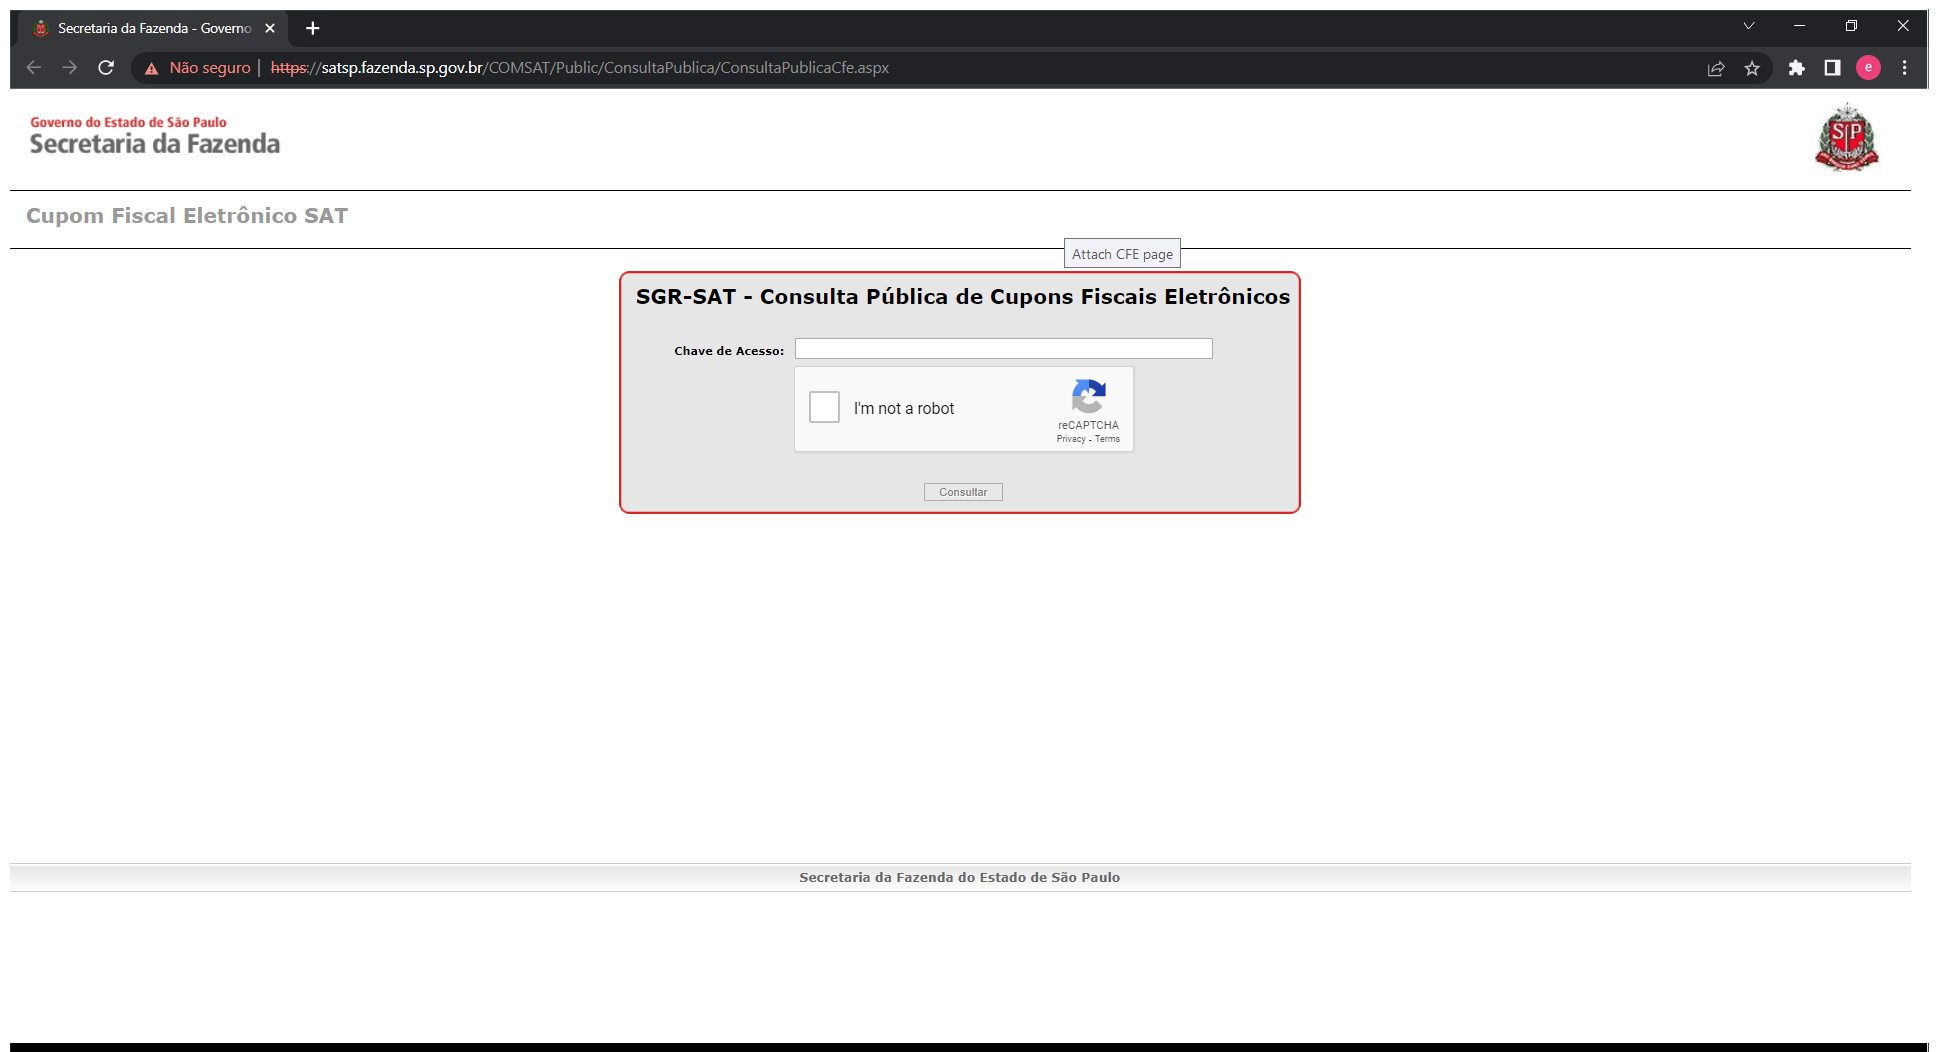 Secretaria da Fazenda - Governo
Não seguro | https://satsp.fazenda.sp.gov.br/COMSAT/Public/ConsultaPublica/ConsultaPublicaCfe.aspx
e
Governo do Estado de São Paulo
Secretaria da Fazenda
SP
Cupom Fiscal Eletrônico SAT
Attach CFE page
SGR-SAT - Consulta Pública de Cupons Fiscais Eletrônicos
Chave de Acesso:
I'm not a robot
reCAPTCHA
Privacy - Terms
Consultar
Secretaria da Fazenda do Estado de São Paulo